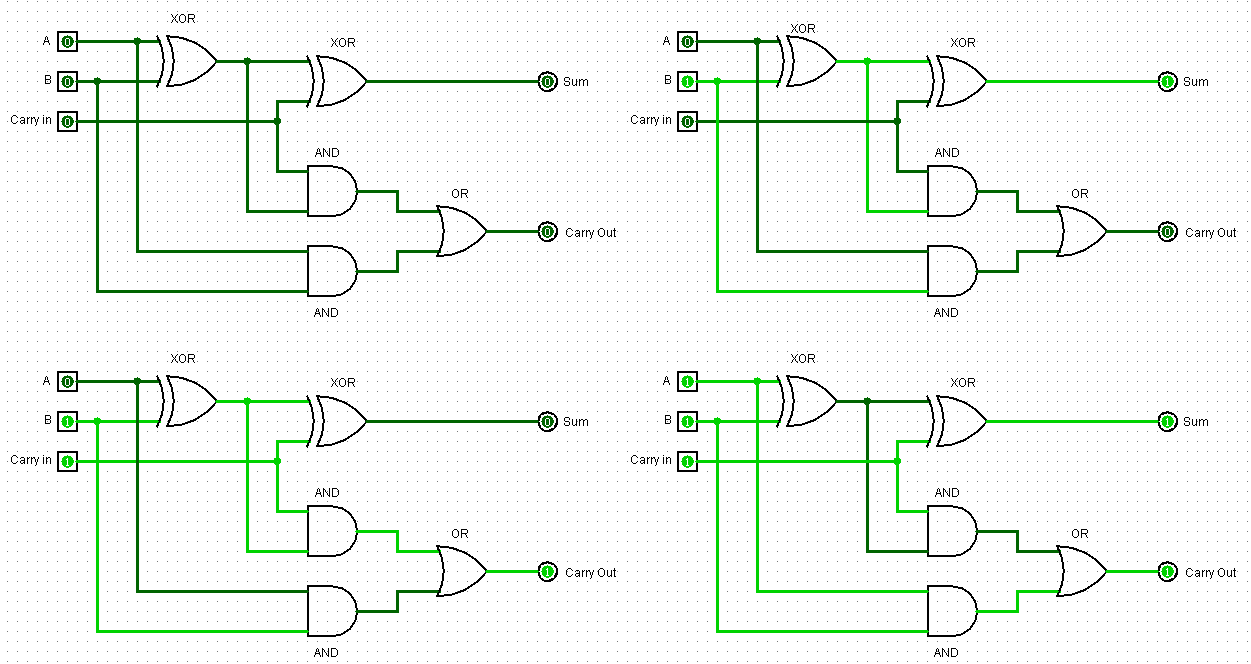 XOR
A 0
XOR
B 0
0 Sum
Carry in 0
AND
OR
0 Carry Out
AND
XOR
A 0
XOR
B 1
1 Sum
Carry in 0
AND
OR
0 Carry Out
AND
XOR
A 0
XOR
B 1
0 Sum
Carry in 1
AND
OR
1 Carry Out
AND
XOR
A 1
XOR
B 1
1 Sum
Carry in 1
AND
OR
1 Carry Out
AND